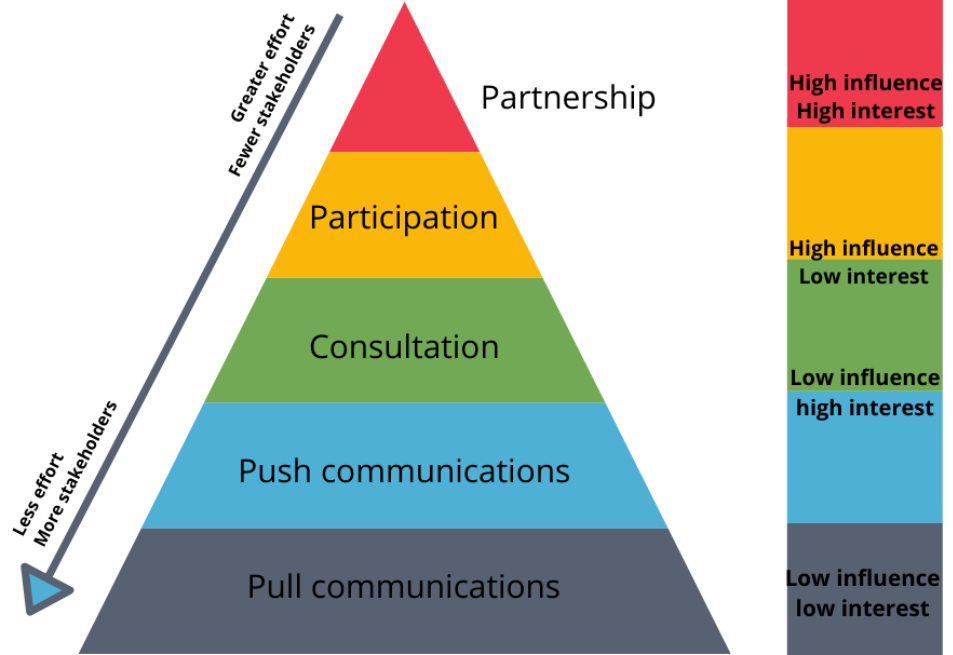 Greater effort
Fewer stakeholders
Partnership
Participation
Consultation
Push communications
Pull communications
Less effort
More stakeholders
High influence
High interest
High influence
Low interest
Low influence
high interest
Low influence
low interest